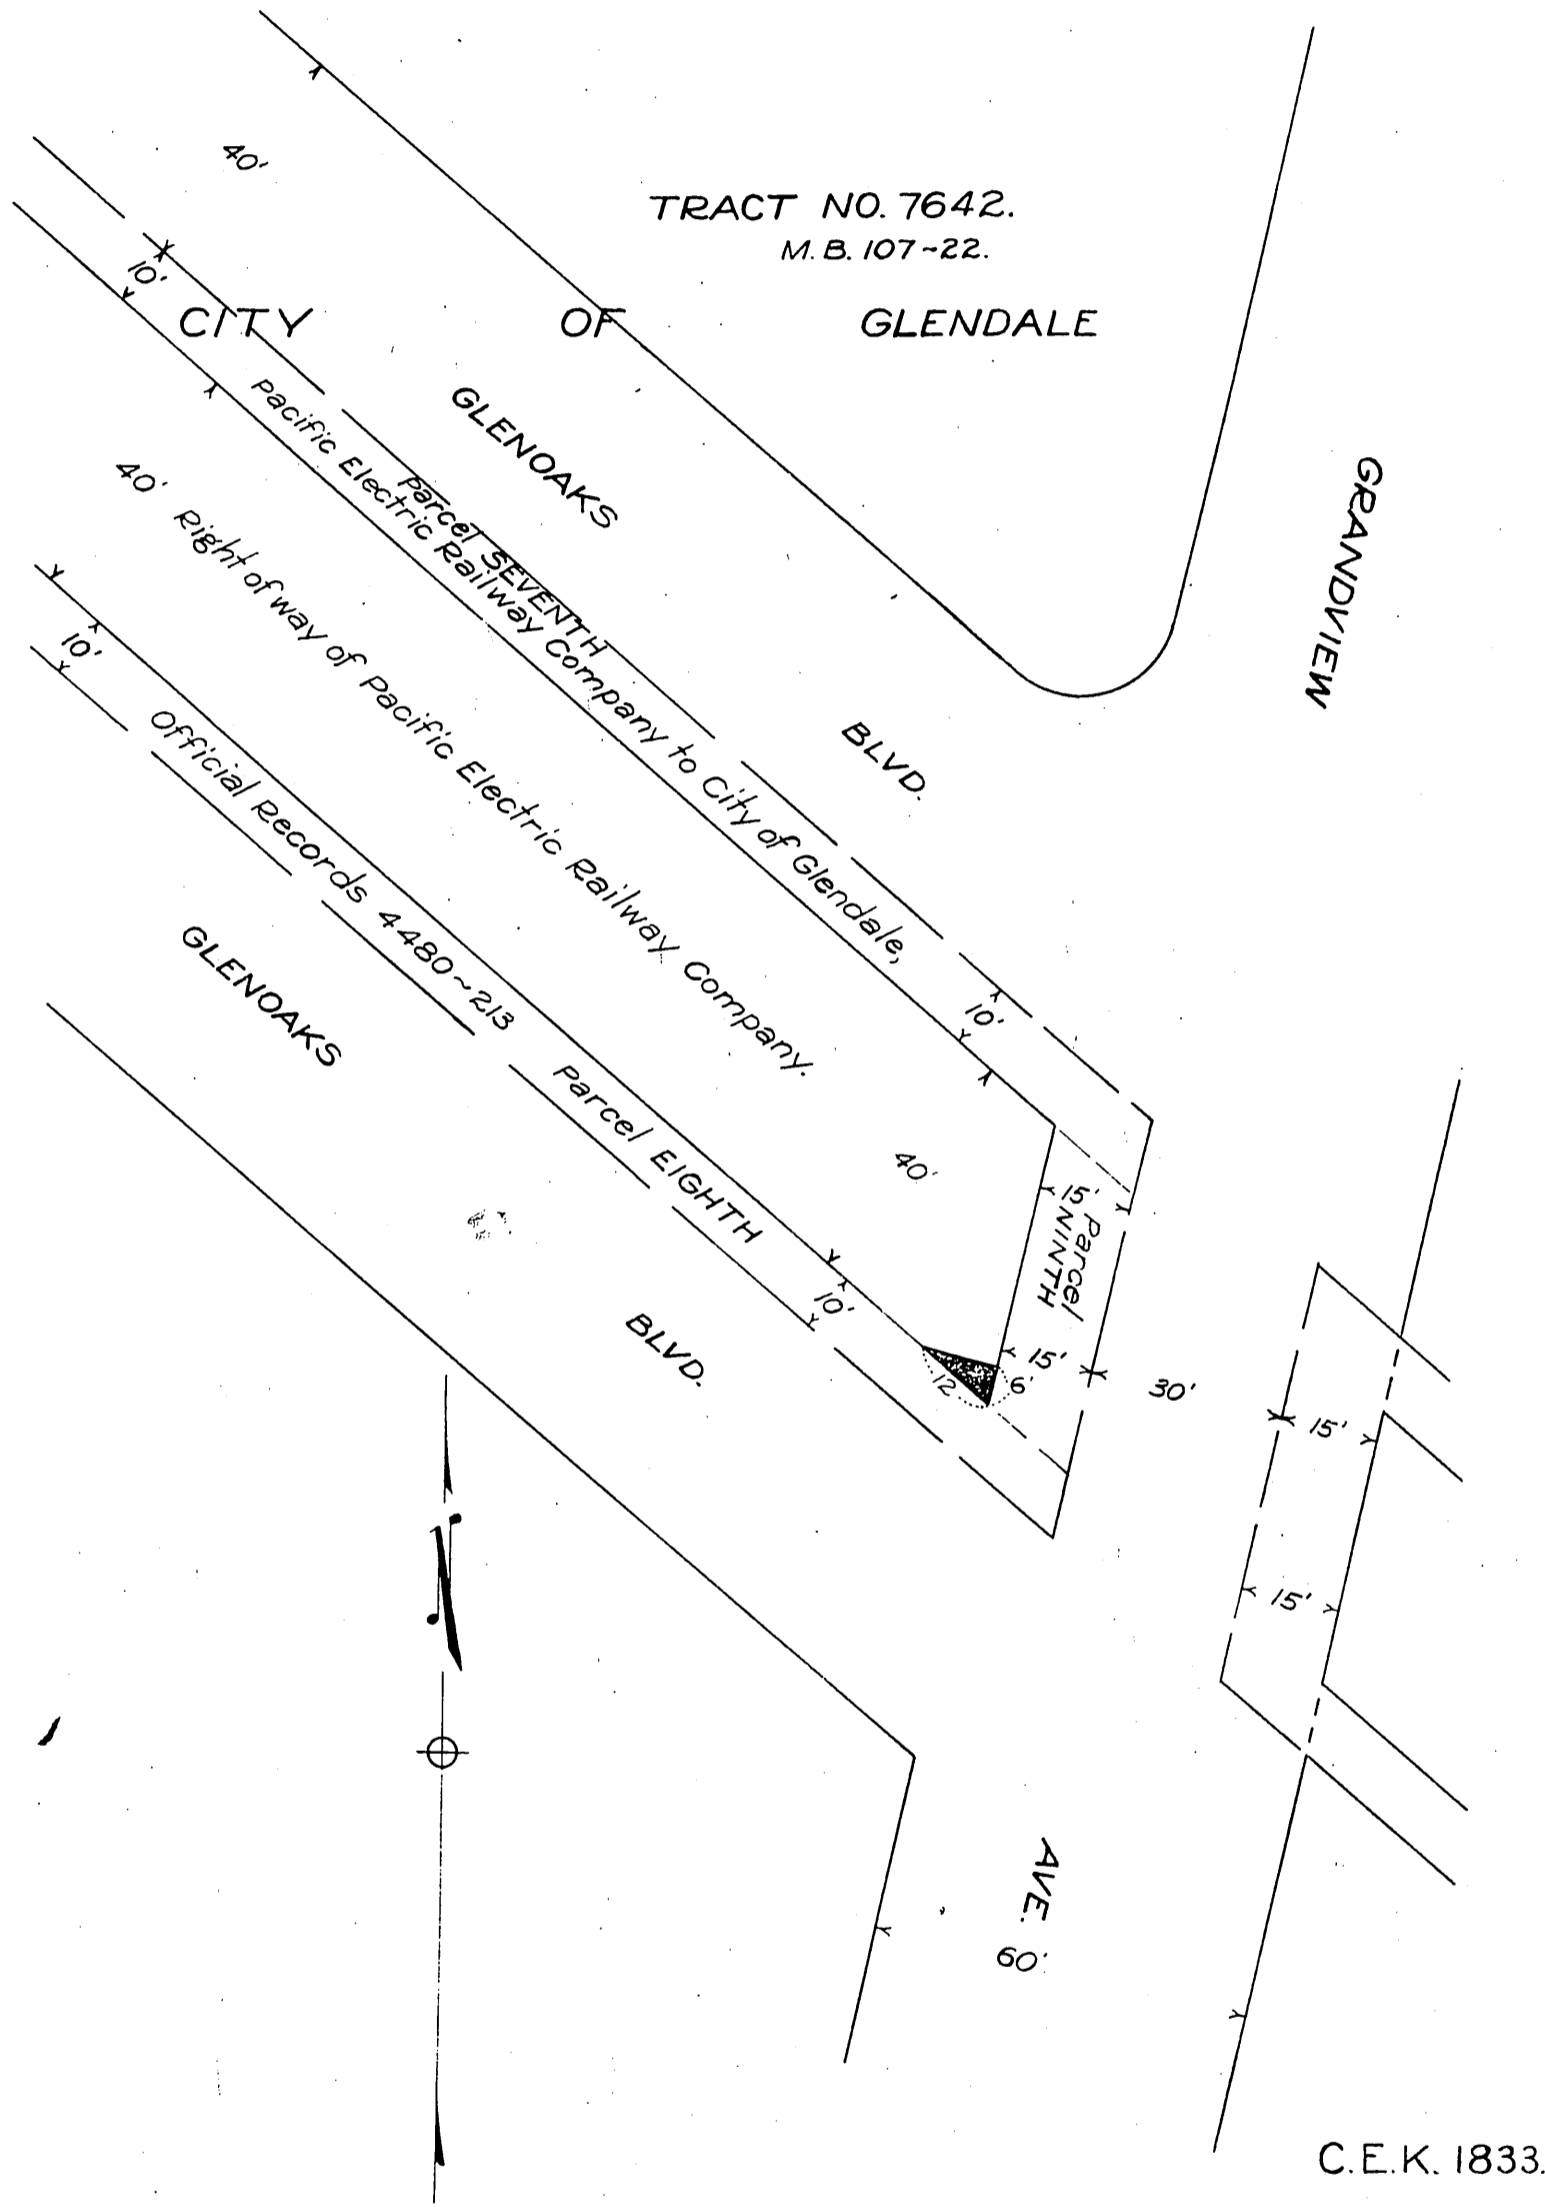 40'
TRACT NO. 7642.
M.B. 107~22.
10'
CITY OF GLENDALE
GLENOAKS
GRANDVIEW
Parcel SEVENTH
Pacific Electric Railway Company to City of Glendale,
40' Right of way of Pacific Electric Railway Company.
10'
BLVD.
Official Records 4480~213 Parcel EIGHTH
GLENOAKS
10'
40'
15'
Parcel
NINTH
10'
BLVD.
15'
12
6'
30'
15'
N
15'
AVE.
60'
C.E.K. 1833.